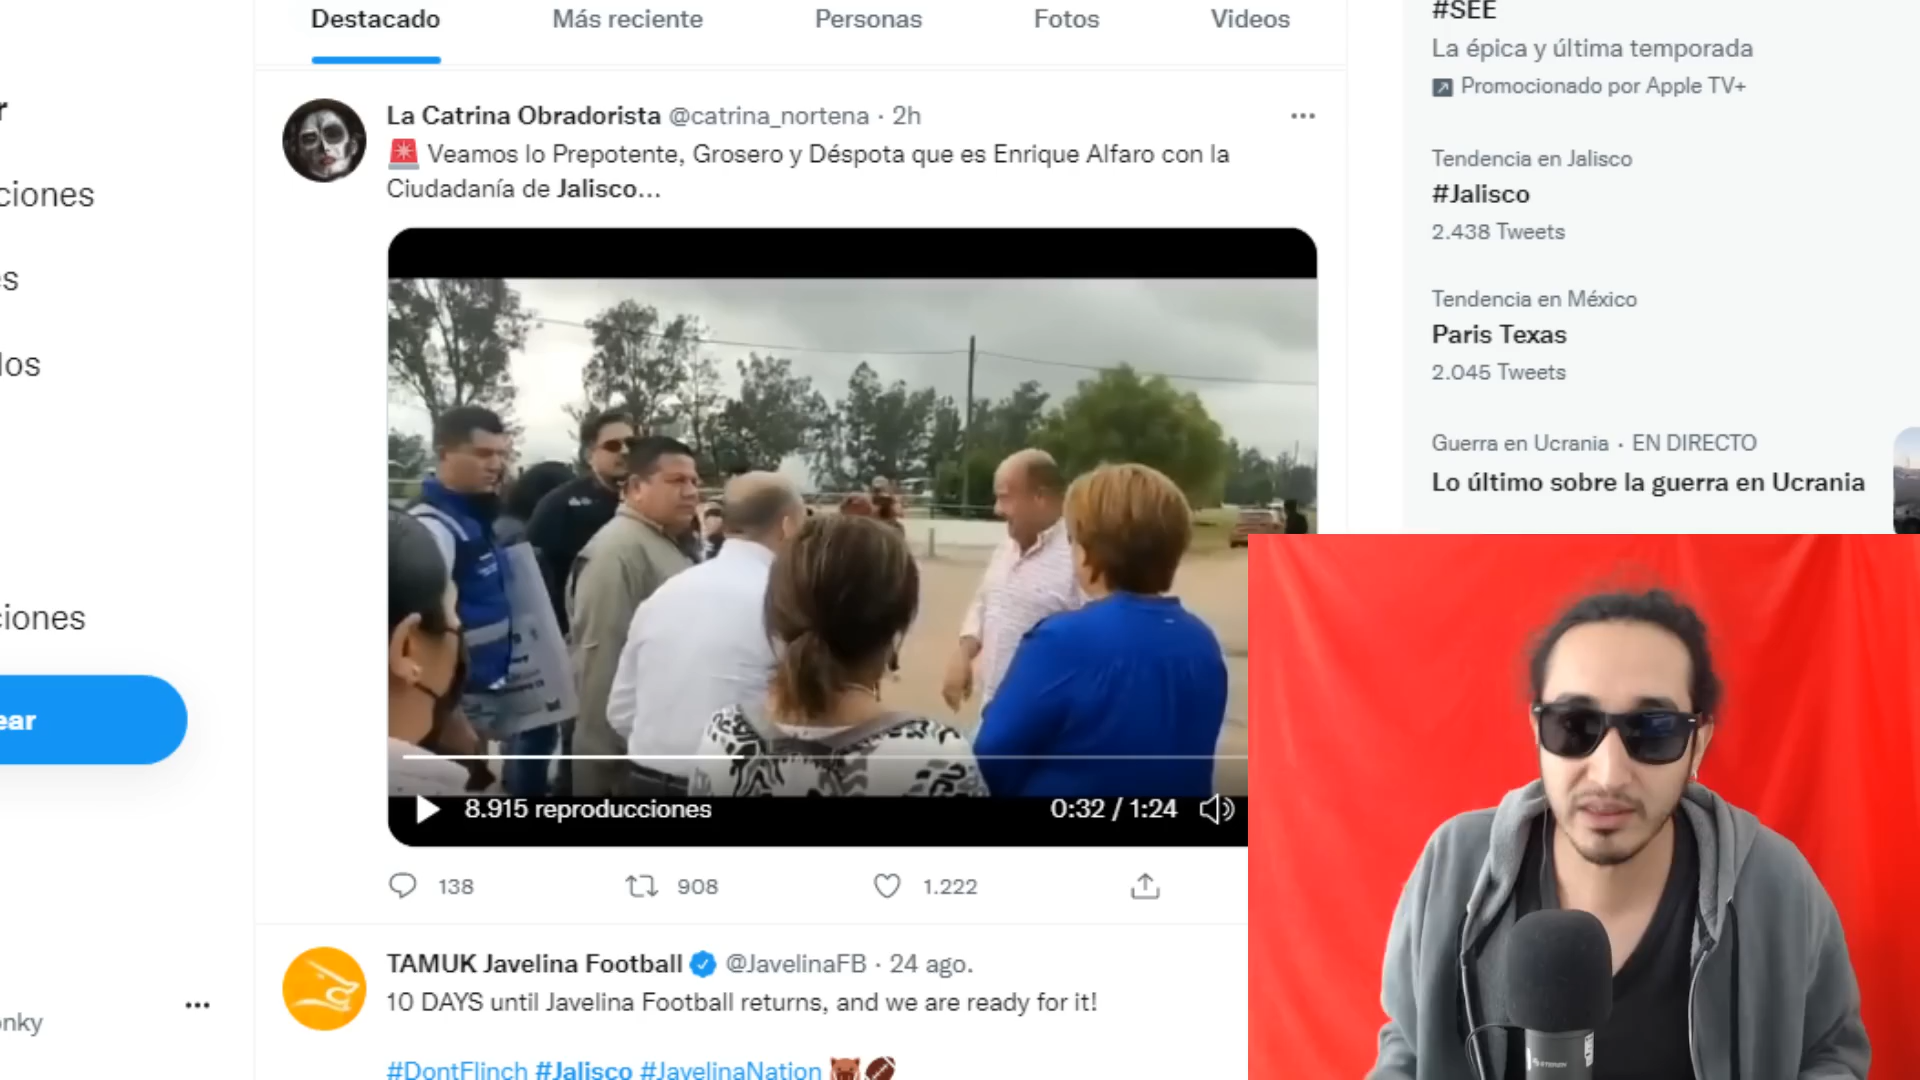 Destacado
Más reciente
Personas
Fotos
Videos
La Catrina Obradorista @catrina_nortena · 2h
🚨 Veamos lo Prepotente, Grosero y Déspota que es Enrique Alfaro con la
Ciudadanía de Jalisco...
8.915 reproducciones
0:32 / 1:24
138
908
1.222
TAMUK Javelina Football @JavelinaFB · 24 ago.
10 DAYS until Javelina Football returns, and we are ready for it!
#DontFlinch #Jalisco #JavelinaNation 🐗🏈
ciones
ciones
ear
nky
#SEE
La épica y última temporada
Promocionado por Apple TV+
Tendencia en Jalisco
#Jalisco
2.438 Tweets
Tendencia en México
Paris Texas
2.045 Tweets
Guerra en Ucrania · EN DIRECTO
Lo último sobre la guerra en Ucrania